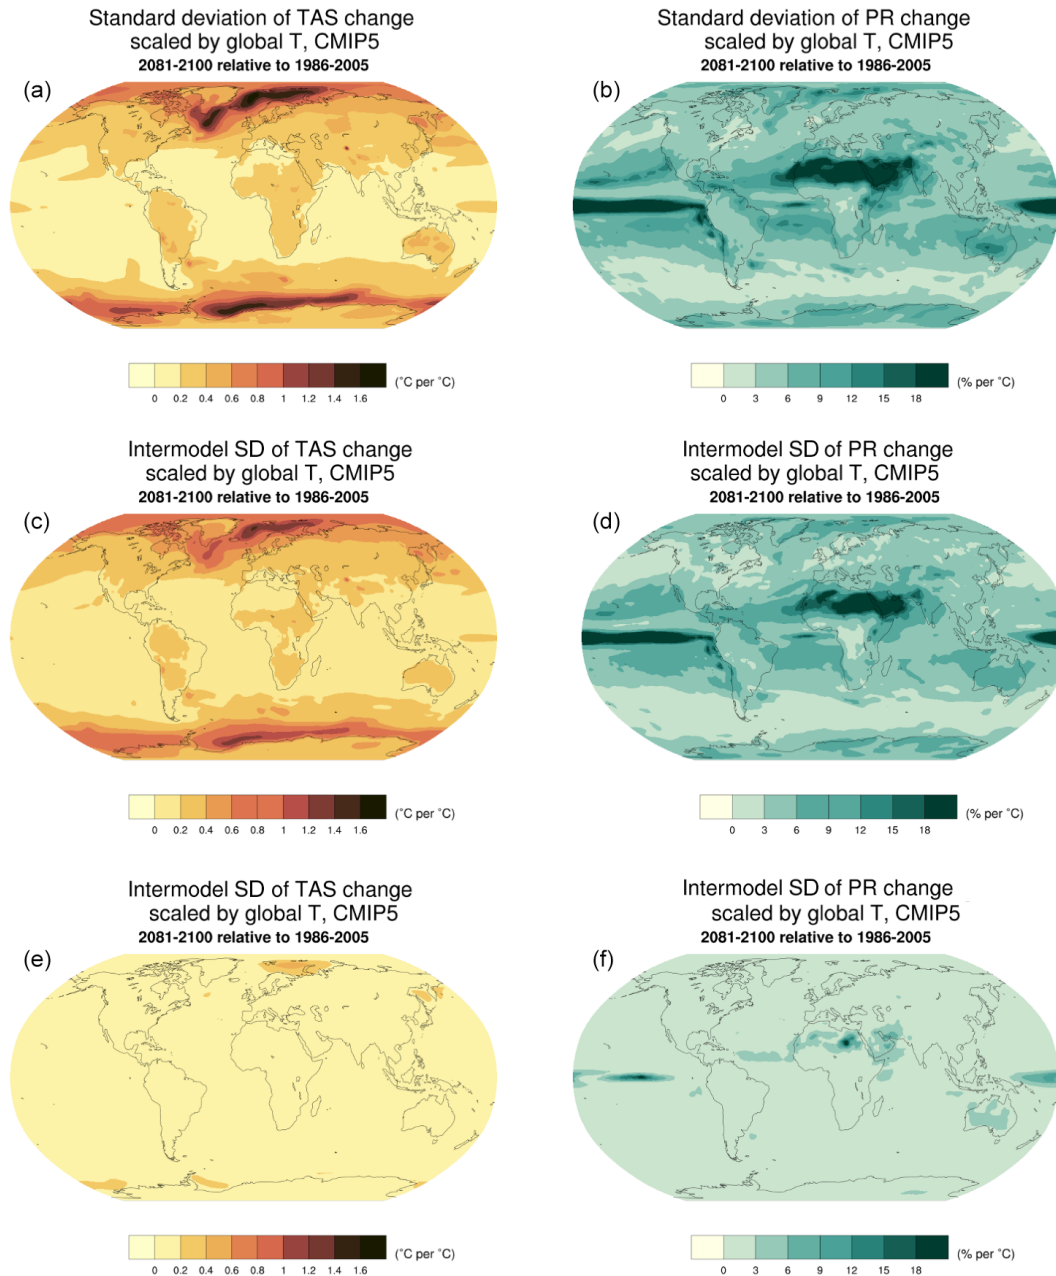 Standard deviation of TAS change
scaled by global T, CMIP5
2081-2100 relative to 1986-2005
(a)
0 0.2 0.4 0.6 0.8 1 1.2 1.4 1.6
(˚C per ˚C)
Standard deviation of PR change
scaled by global T, CMIP5
2081-2100 relative to 1986-2005
(b)
0 3 6 9 12 15 18
(% per ˚C)
Intermodel SD of TAS change
scaled by global T, CMIP5
2081-2100 relative to 1986-2005
(c)
0 0.2 0.4 0.6 0.8 1 1.2 1.4 1.6
(˚C per ˚C)
Intermodel SD of PR change
scaled by global T, CMIP5
2081-2100 relative to 1986-2005
(d)
0 3 6 9 12 15 18
(% per ˚C)
Intermodel SD of TAS change
scaled by global T, CMIP5
2081-2100 relative to 1986-2005
(e)
0 0.2 0.4 0.6 0.8 1 1.2 1.4 1.6
(˚C per ˚C)
Intermodel SD of PR change
scaled by global T, CMIP5
2081-2100 relative to 1986-2005
(f)
0 3 6 9 12 15 18
(% per ˚C)